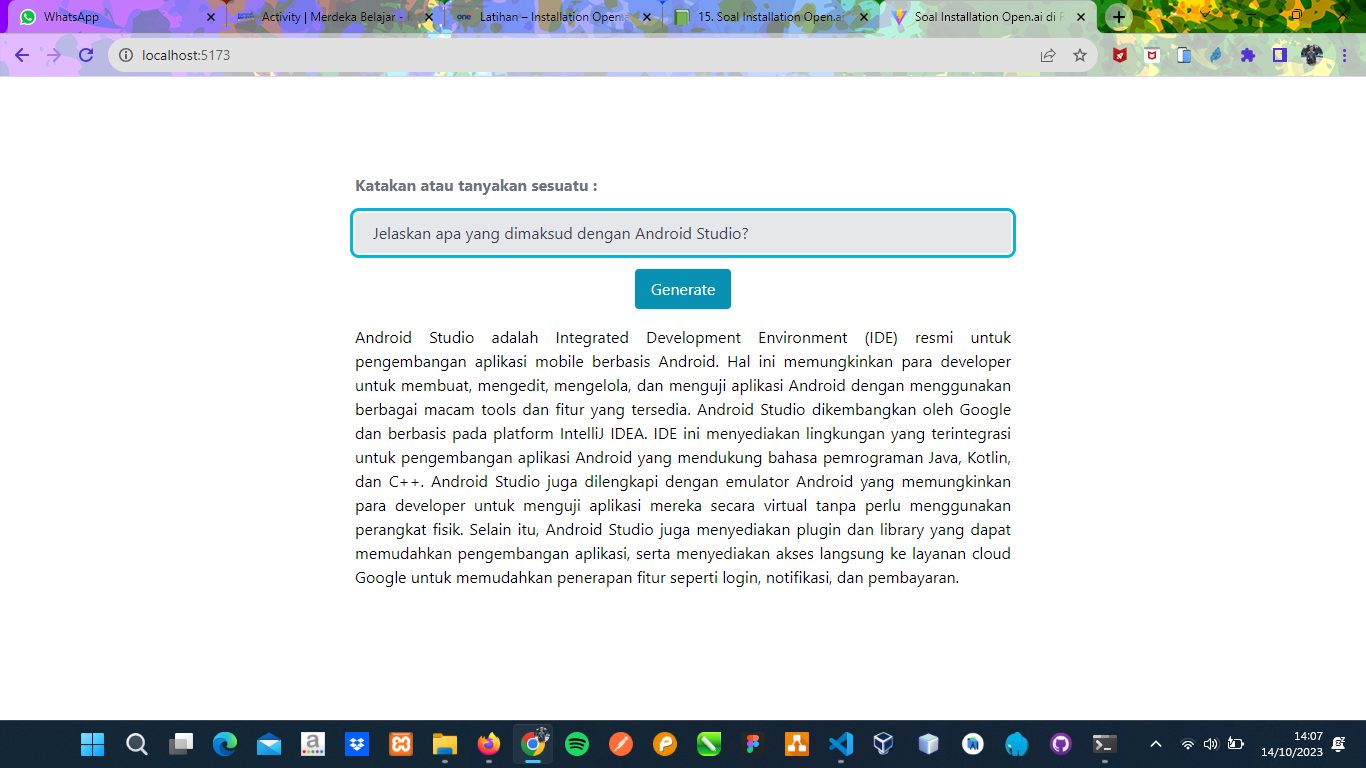 WhatsApp
Activity | Merdeka Belajar -
Latihan – Installation Opena
15. Soal Installation Open.a
Soal Installation Open.ai di
localhost:5173
Katakan atau tanyakan sesuatu :
Jelaskan apa yang dimaksud dengan Android Studio?
Generate
Android Studio adalah Integrated Development Environment (IDE) resmi untuk
pengembangan aplikasi mobile berbasis Android. Hal ini memungkinkan para developer
untuk membuat, mengedit, mengelola, dan menguji aplikasi Android dengan menggunakan
berbagai macam tools dan fitur yang tersedia. Android Studio dikembangkan oleh Google
dan berbasis pada platform IntelliJ IDEA. IDE ini menyediakan lingkungan yang terintegrasi
untuk pengembangan aplikasi Android yang mendukung bahasa pemrograman Java, Kotlin,
dan C++. Android Studio juga dilengkapi dengan emulator Android yang memungkinkan
para developer untuk menguji aplikasi mereka secara virtual tanpa perlu menggunakan
perangkat fisik. Selain itu, Android Studio juga menyediakan plugin dan library yang dapat
memudahkan pengembangan aplikasi, serta menyediakan akses langsung ke layanan cloud
Google untuk memudahkan penerapan fitur seperti login, notifikasi, dan pembayaran.
14:07
14/10/2023